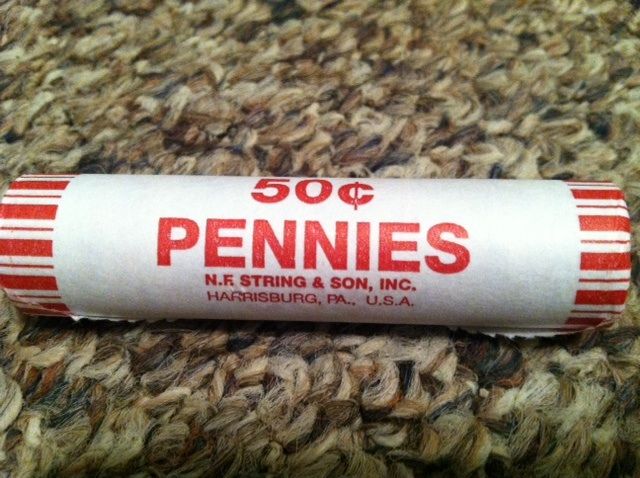 50¢
PENNIES
N.F. STRING & SON, INC.
HARRISBURG, PA., U.S.A.